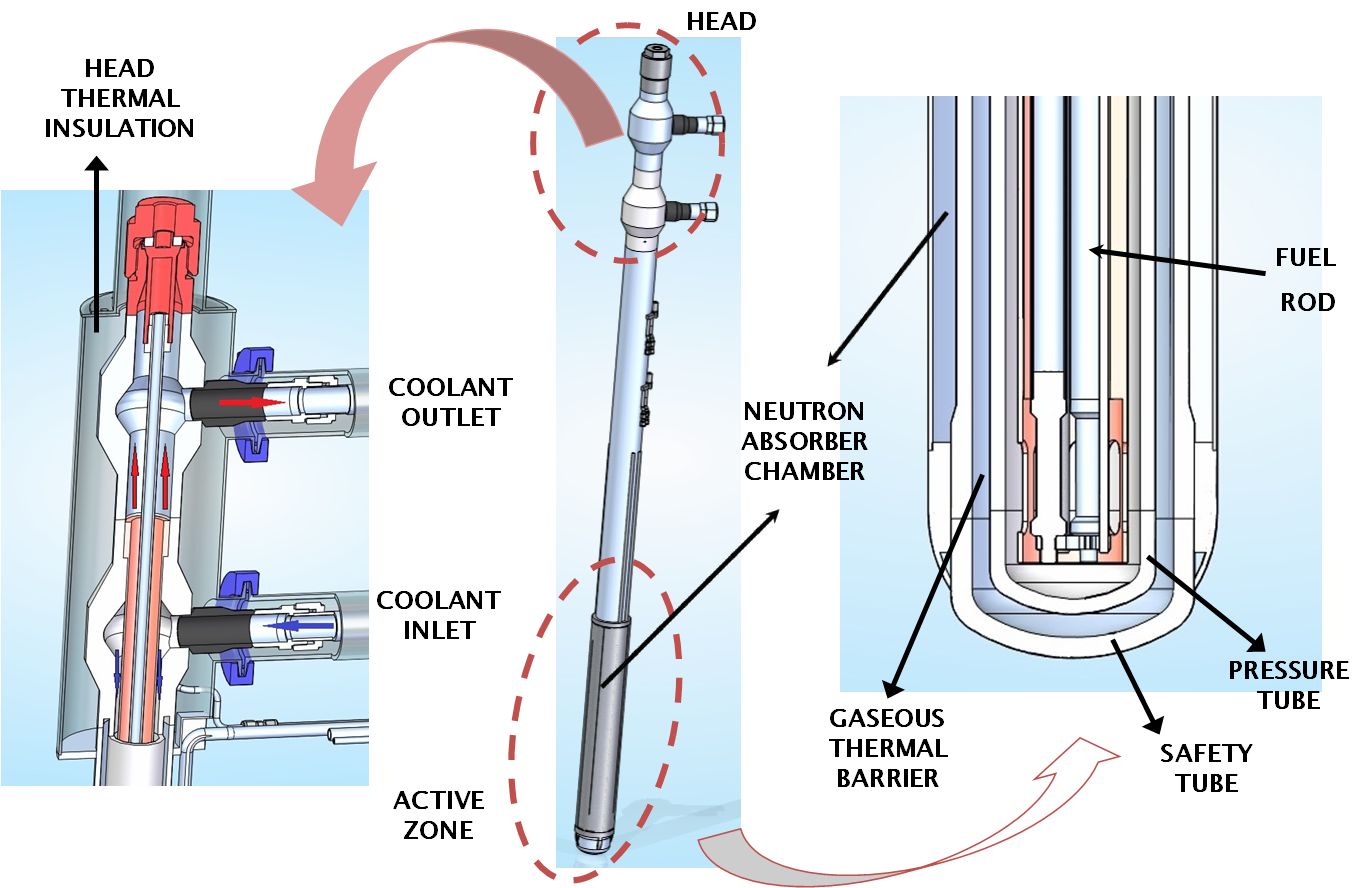 HEAD
HEAD
THERMAL
INSULATION
FUEL
ROD
COOLANT
OUTLET
NEUTRON
ABSORBER
CHAMBER
COOLANT
INLET
PRESSURE
TUBE
GASEOUS
THERMAL
BARRIER
SAFETY
TUBE
ACTIVE
ZONE